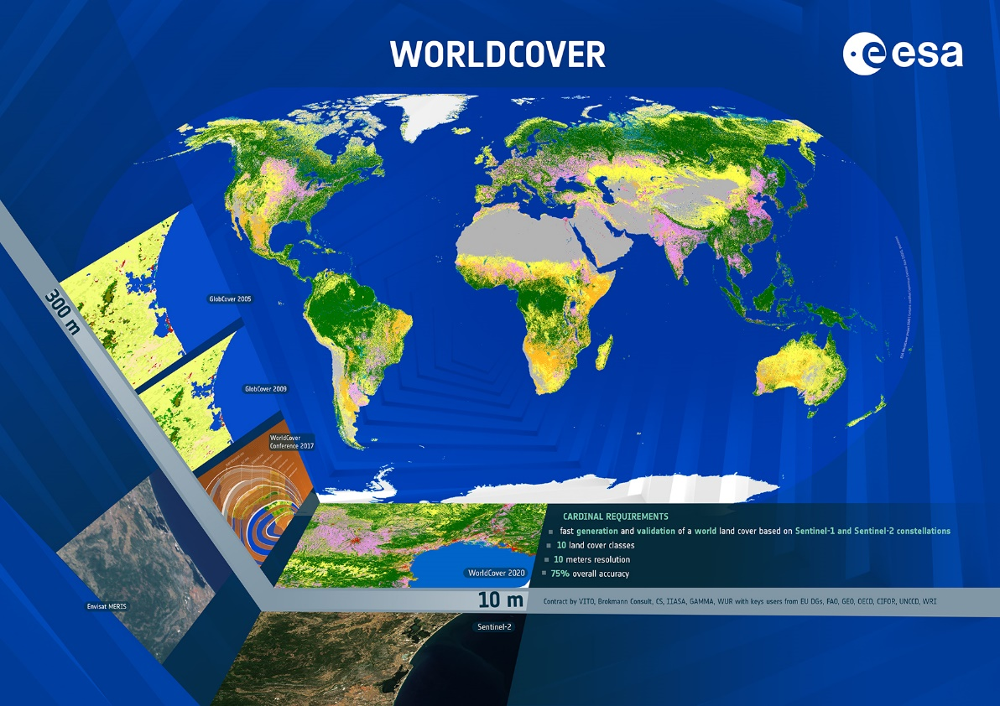 WORLDCOVER
esa
GlobCover 2005
300 m
GlobCover 2009
WorldCover
Conference 2017
CARDINAL REQUIREMENTS
fast generation and validation of a world land cover based on Sentinel-1 and Sentinel-2 constellations
10 land cover classes
10 meters resolution
75% overall accuracy
WorldCover 2020
10 m
Contract by VITO, Brokmann Consult, CS, IIASA, GAMMA, WUR with keys users from EU DGs, FAO, GEO, OECD, CIFOR, UNCCD, WRI
Envisat MERIS
Sentinel-2